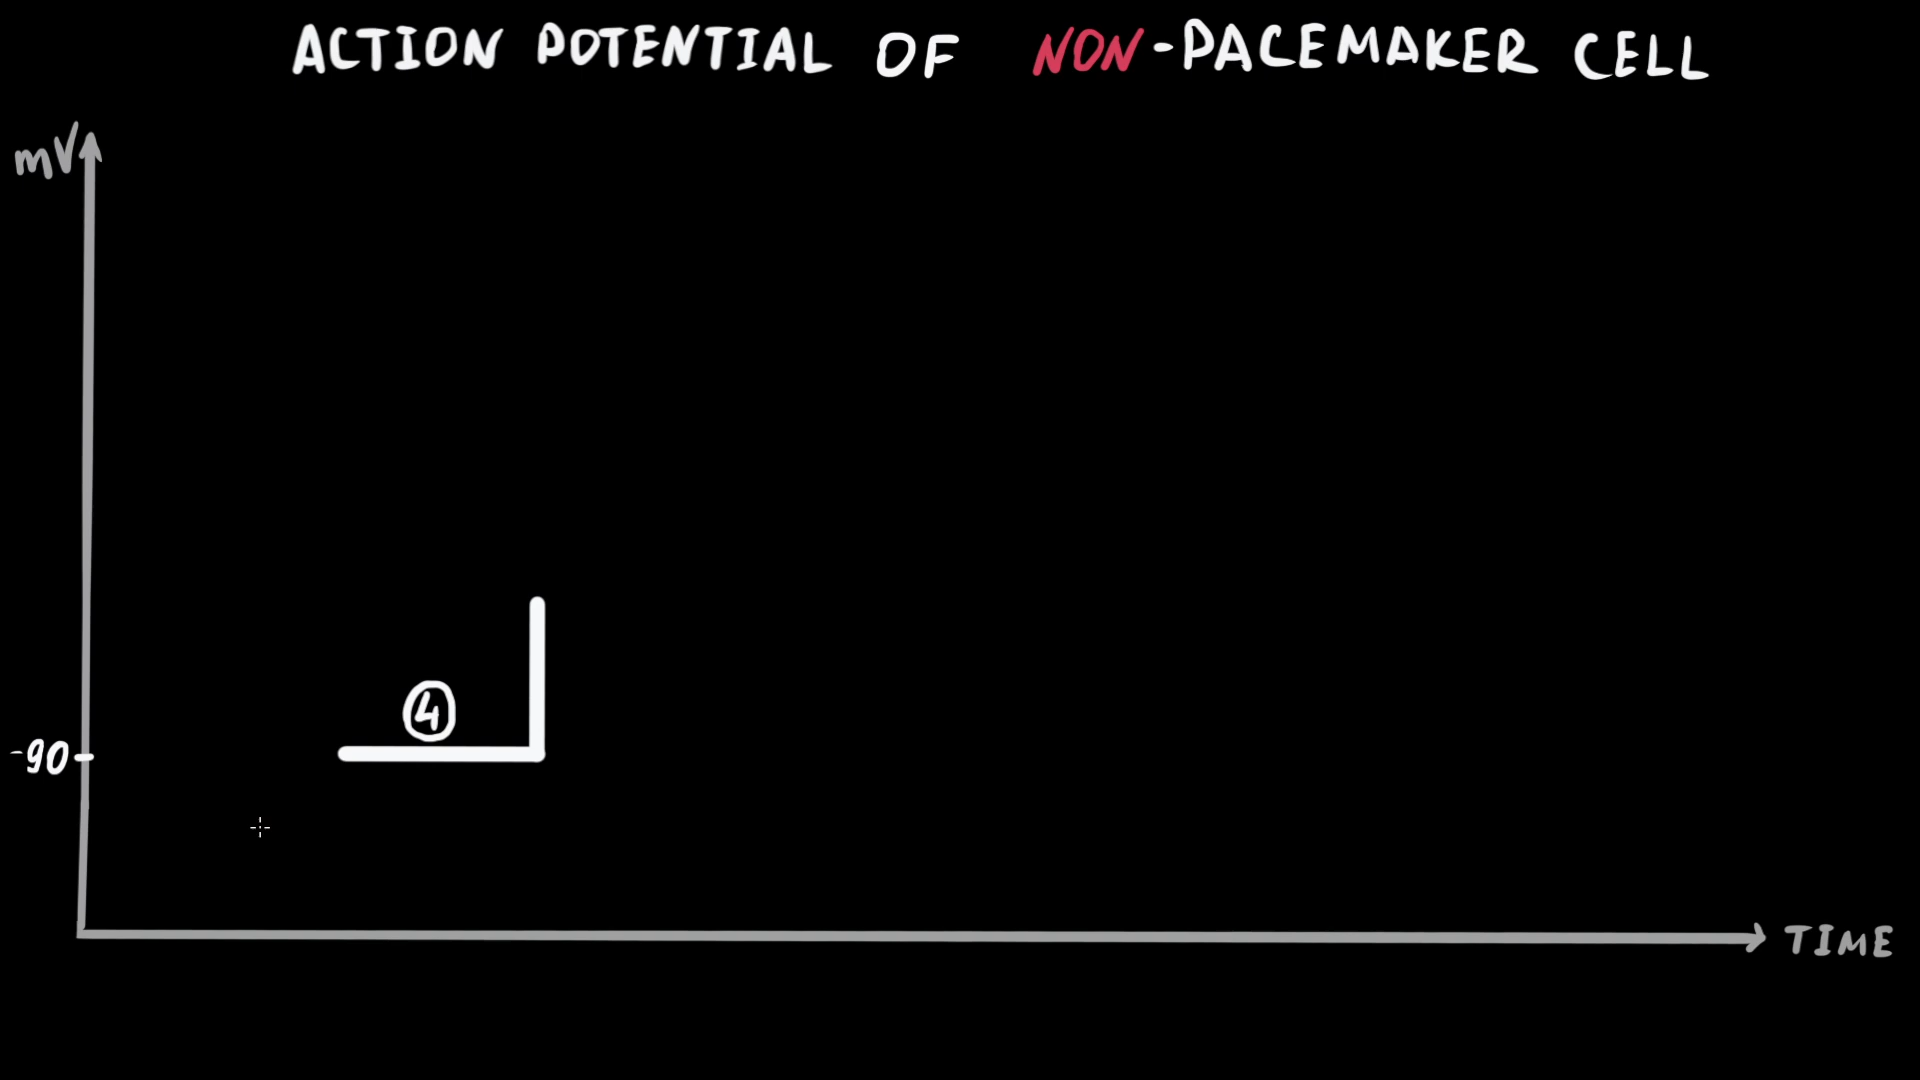 ACTION POTENTIAL OF NON-PACEMAKER CELL
mV
4
-90
TIME